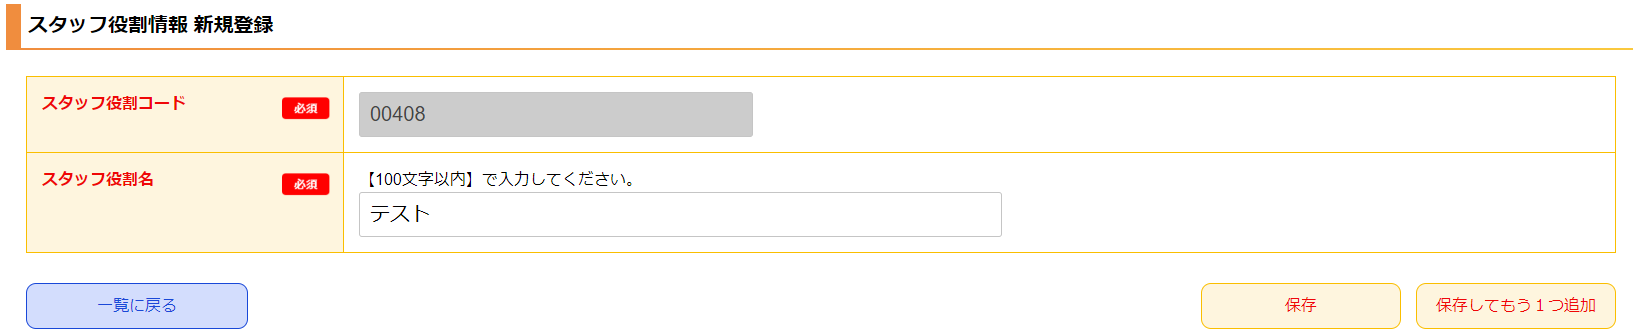 スタッフ役割情報 新規登録
スタッフ役割コード 必須 00408
スタッフ役割名 必須 【100文字以内】で入力してください。
テスト
一覧に戻る 保存 保存してもう１つ追加